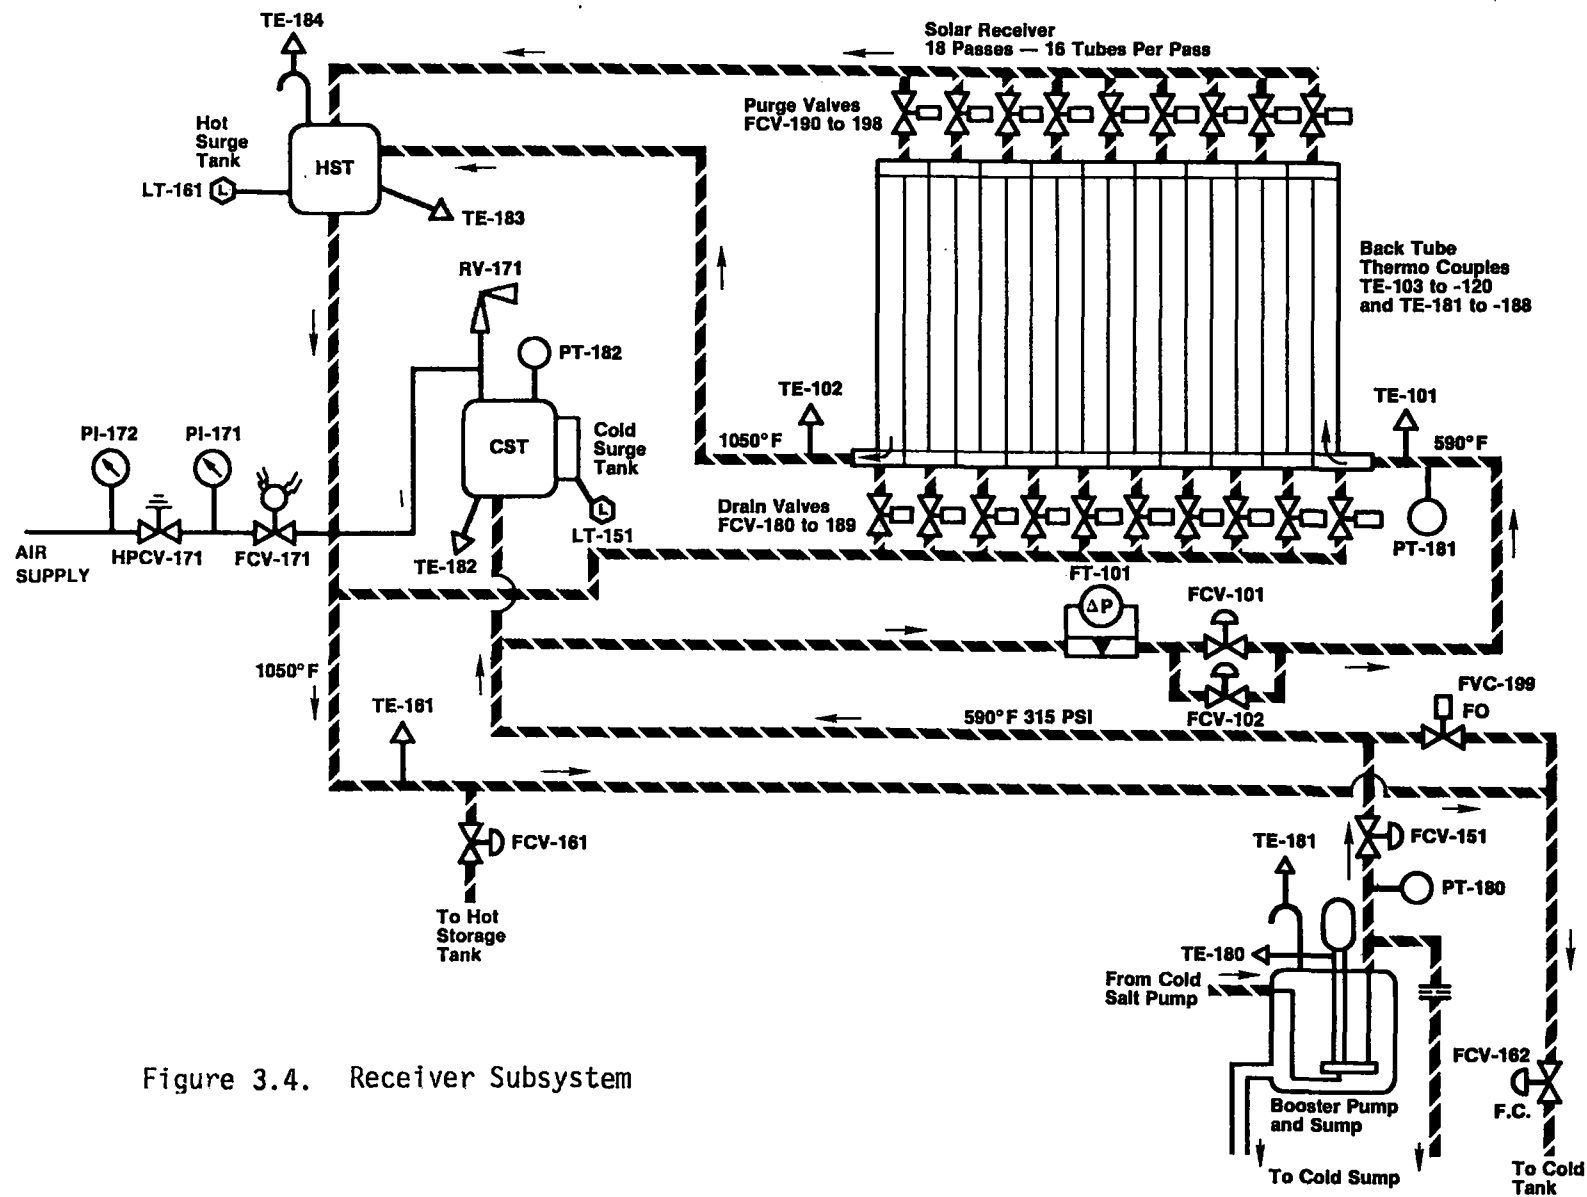 TE-184
Solar Receiver
18 Passes — 16 Tubes Per Pass
Purge Valves
FCV-190 to 198
Hot
Surge
Tank
HST
LT-161
L
TE-183
RV-171
PT-182
Back Tube
Thermo Couples
TE-103 to -120
and TE-181 to -188
TE-102
TE-101
1050°F
590°F
PI-172
PI-171
CST
Cold
Surge
Tank
L
LT-151
Drain Valves
FCV-180 to 189
PT-181
AIR
SUPPLY
HPCV-171
FCV-171
TE-182
FT-101
ΔP
FCV-101
FCV-102
1050°F
TE-161
590°F 315 PSI
FVC-199
FO
FCV-161
To Hot
Storage
Tank
FCV-151
TE-181
PT-180
TE-180
From Cold
Salt Pump
FCV-162
F.C.
Booster Pump
and Sump
To Cold Sump
To Cold
Tank
Figure 3.4. Receiver Subsystem